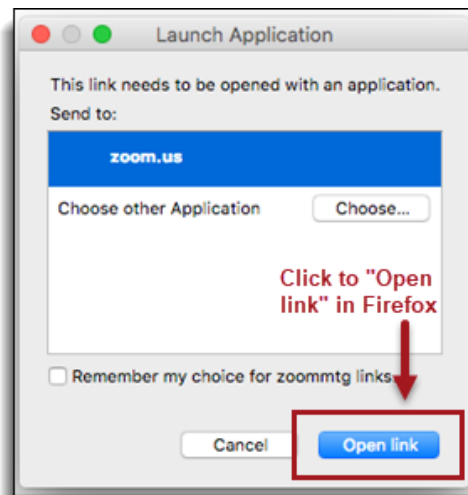 Launch Application
This link needs to be opened with an application.
Send to:
zoom.us
Choose other Application
Choose...
Click to "Open
link" in Firefox
Remember my choice for zoommtg links.
Cancel
Open link